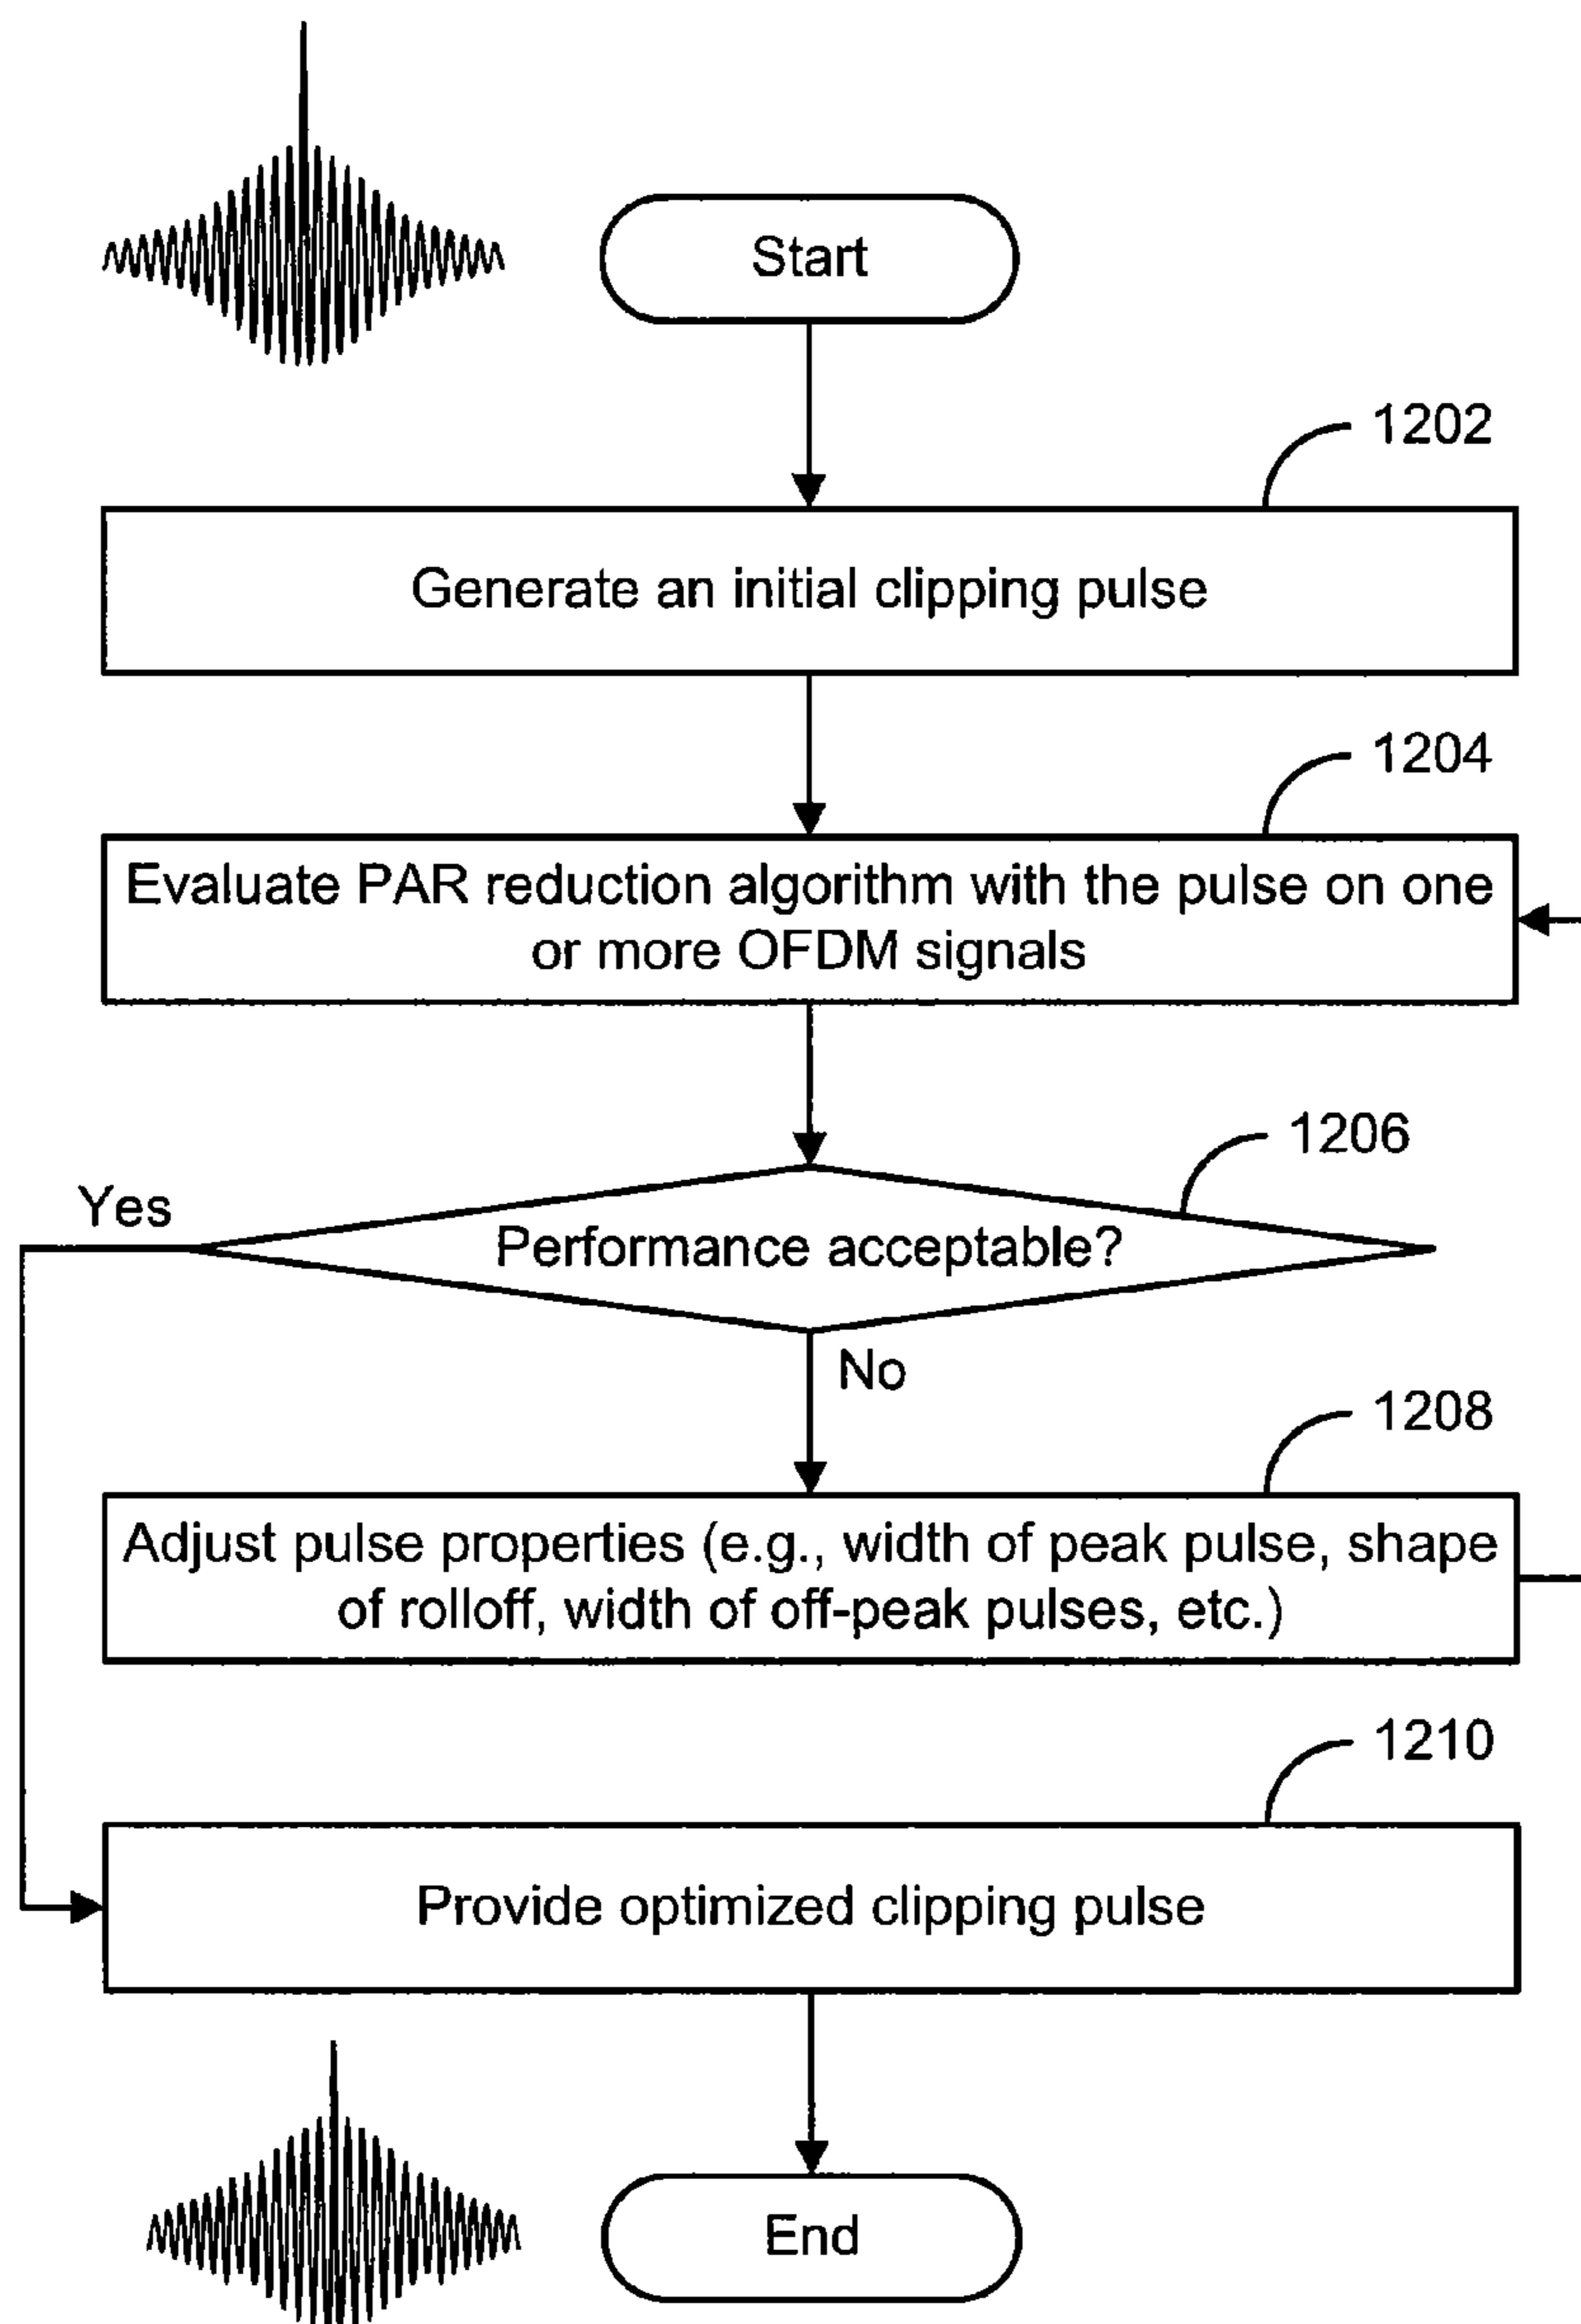 Start
1202
Generate an initial clipping pulse
1204
Evaluate PAR reduction algorithm with the pulse on one
or more OFDM signals
1206
Yes
Performance acceptable?
No
1208
Adjust pulse properties (e.g., width of peak pulse, shape
of rolloff, width of off-peak pulses, etc.)
1210
Provide optimized clipping pulse
End